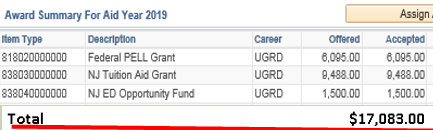 Award Summary For Aid Year 2019
Assign
Item Type Description Career Offered Accepted
818020000000 Federal PELL Grant UGRD 6,095.00 6,095.00
838030000000 NJ Tuition Aid Grant UGRD 9,488.00 9,488.00
838040000000 NJ ED Opportunity Fund UGRD 1,500.00 1,500.00
Total $17,083.00